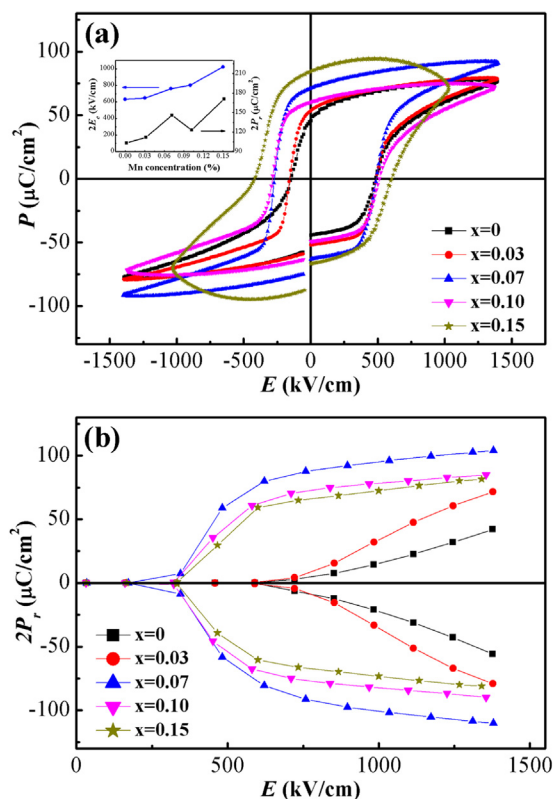 (a)
100
50
0
-50
-100
P (μC/cm²)
1000
800
600
400
200
0
2E (kV/cm)
210
180
150
120
90
2Pr (μC/cm²)
0.00 0.03 0.06 0.09 0.12 0.15
Mn concentration (%)
x=0
x=0.03
x=0.07
x=0.10
x=0.15
-1500 -1000 -500 0 500 1000 1500
E (kV/cm)
(b)
100
50
0
-50
-100
2Pr (μC/cm²)
x=0
x=0.03
x=0.07
x=0.10
x=0.15
0 500 1000 1500
E (kV/cm)